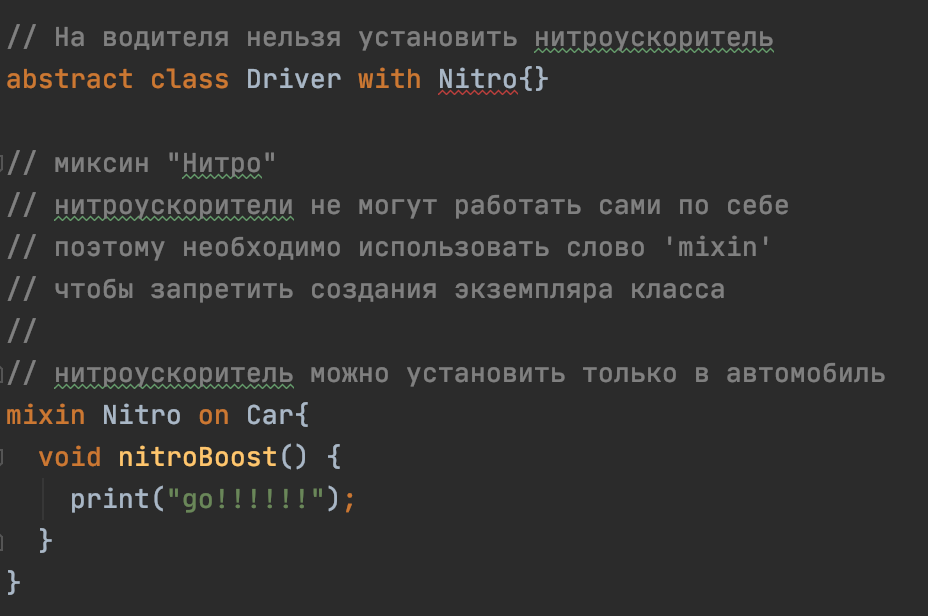 // На водителя нельзя установить нитроускоритель
abstract class Driver with Nitro{}
// миксин "Нитро"
// нитроускорители не могут работать сами по себе
// поэтому необходимо использовать слово 'mixin'
// чтобы запретить создания экземпляра класса
//
// нитроускоритель можно установить только в автомобиль
mixin Nitro on Car{
void nitroBoost() {
print("go!!!!!!");
}
}